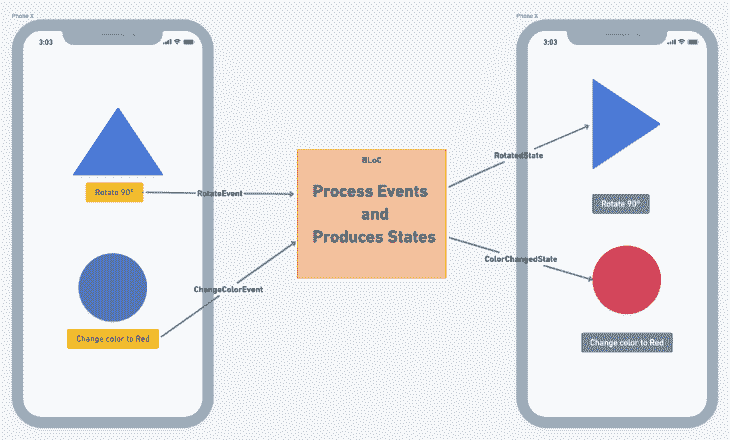 Phone X
Phone X
3:03
3:03
Rotate 90°
RotateEvent
BLoC
Process Events
and
Produces States
RotatedState
Rotate 90°
ChangeColorEvent
ColorChangedState
Change color to Red
Change color to Red